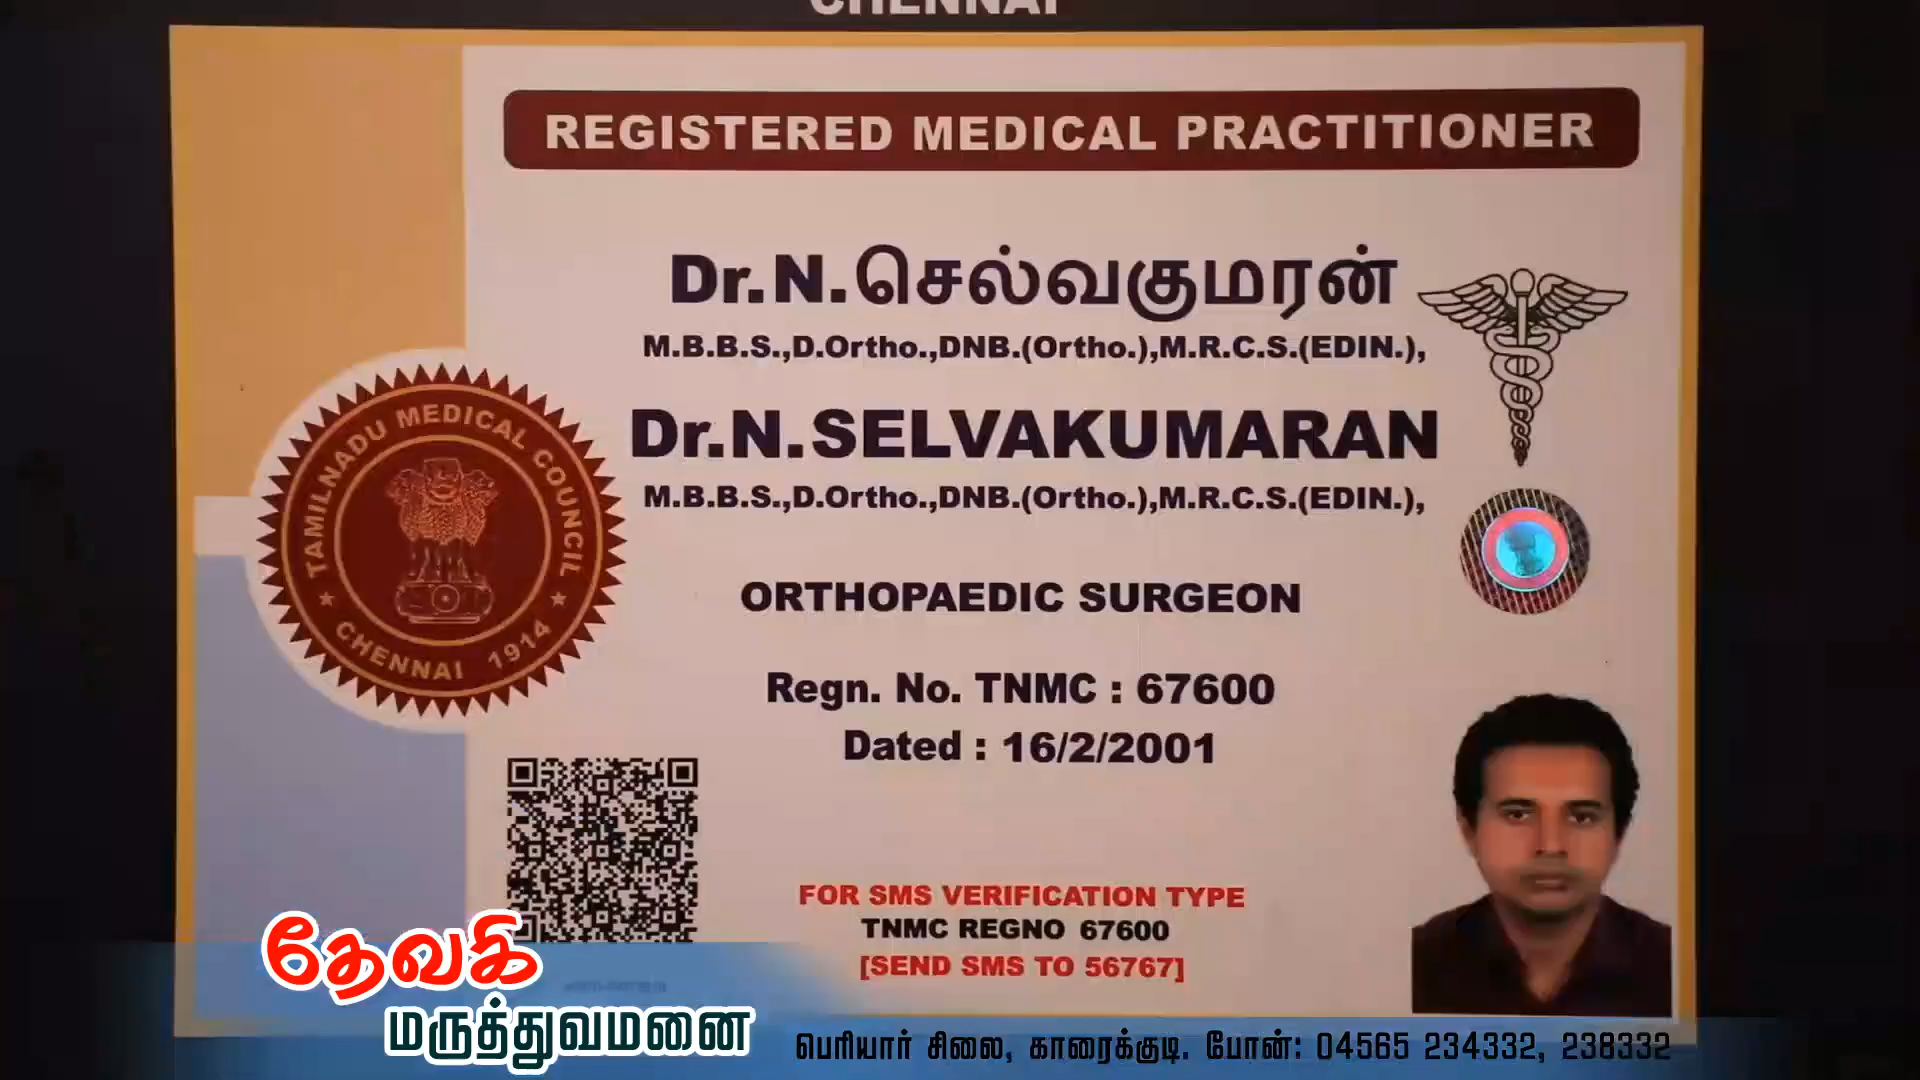 CHENNAI
REGISTERED MEDICAL PRACTITIONER
Dr.N.செல்வகுமரன்
M.B.B.S.,D.Ortho.,DNB.(Ortho.),M.R.C.S.(EDIN.),
Dr.N.SELVAKUMARAN
M.B.B.S.,D.Ortho.,DNB.(Ortho.),M.R.C.S.(EDIN.),
TAMILNADU MEDICAL COUNCIL
★ CHENNAI 1914 ★
ORTHOPAEDIC SURGEON
Regn. No. TNMC : 67600
Dated : 16/2/2001
FOR SMS VERIFICATION TYPE
TNMC REGNO 67600
[SEND SMS TO 56767]
தேவகி
மருத்துவமனை
பெரியார் சிலை, காரைக்குடி. போன்: 04565 234332, 238332